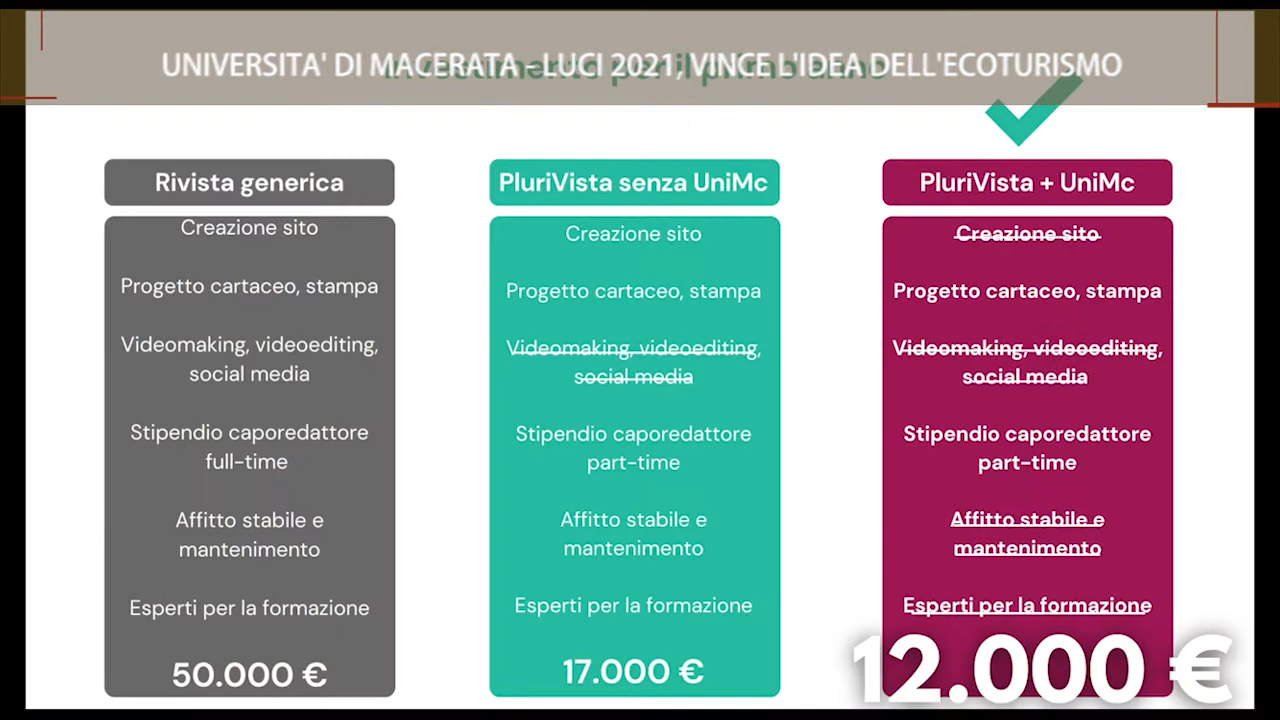 UNIVERSITA' DI MACERATA - LUCI 2021, VINCE L'IDEA DELL'ECOTURISMO
Rivista generica
Creazione sito
Progetto cartaceo, stampa
Videomaking, videoediting,
social media
Stipendio caporedattore
full-time
Affitto stabile e
mantenimento
Esperti per la formazione
50.000 €
PluriVista senza UniMc
Creazione sito
Progetto cartaceo, stampa
Videomaking, videoediting,
social media
Stipendio caporedattore
part-time
Affitto stabile e
mantenimento
Esperti per la formazione
17.000 €
PluriVista + UniMc
Creazione sito
Progetto cartaceo, stampa
Videomaking, videoediting,
social media
Stipendio caporedattore
part-time
Affitto stabile e
mantenimento
Esperti per la formazione
12.000 €